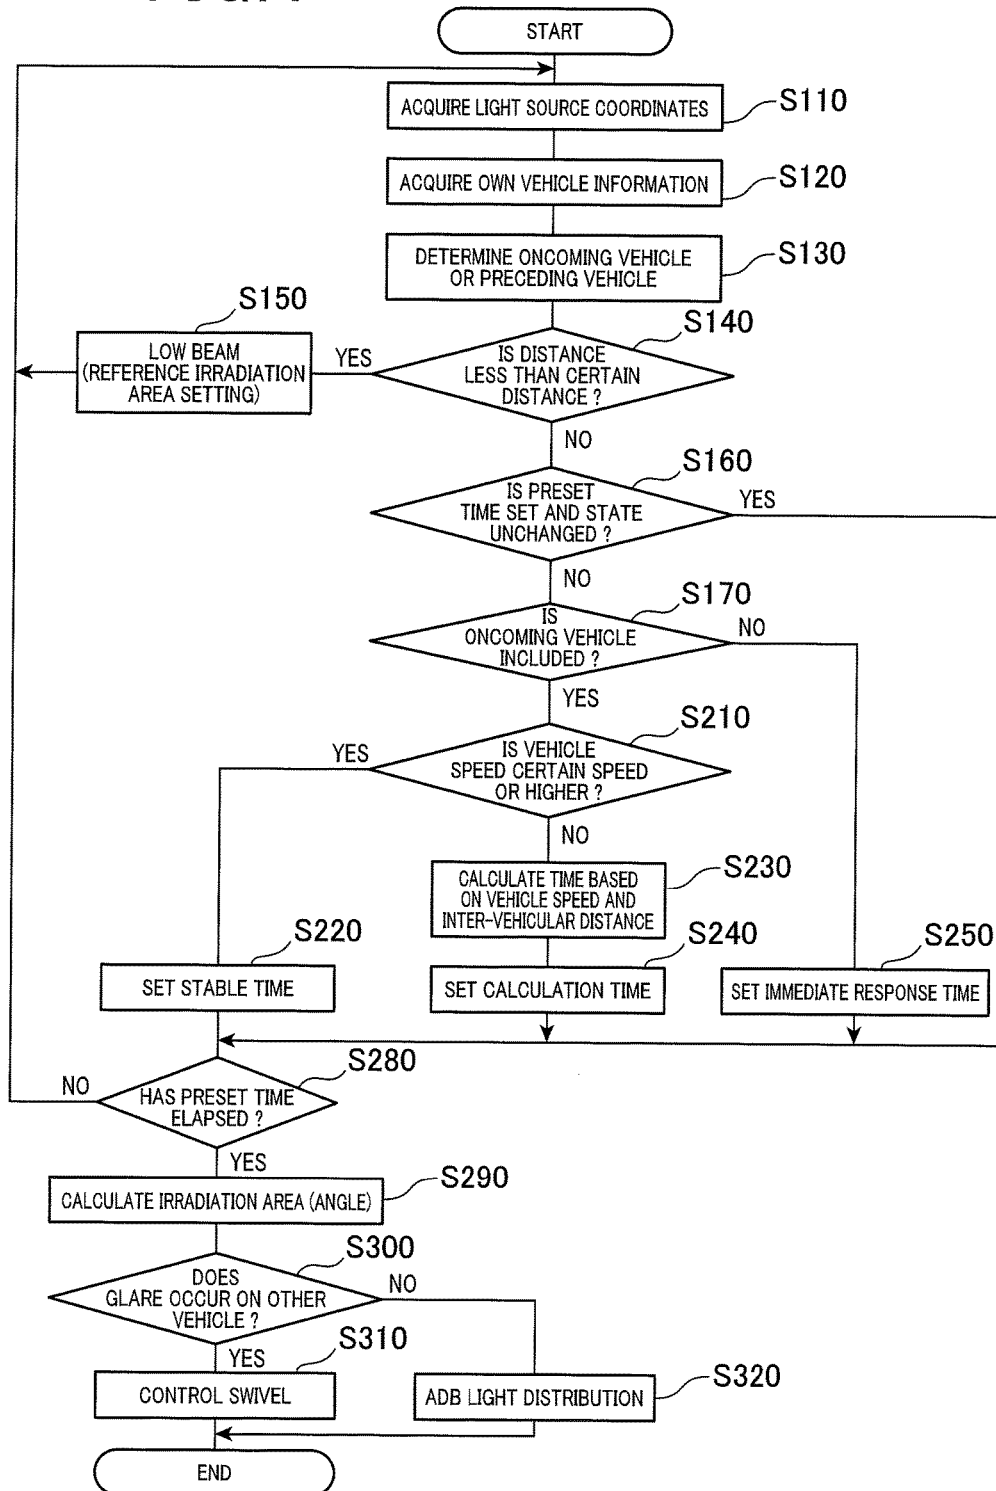 START
ACQUIRE LIGHT SOURCE COORDINATES
S110
ACQUIRE OWN VEHICLE INFORMATION
S120
DETERMINE ONCOMING VEHICLE
OR PRECEDING VEHICLE
S130
S150
LOW BEAM
(REFERENCE IRRADIATION
AREA SETTING)
YES
S140
IS DISTANCE
LESS THAN CERTAIN
DISTANCE ?
NO
S160
IS PRESET
TIME SET AND STATE
UNCHANGED ?
YES
NO
S170
IS
ONCOMING VEHICLE
INCLUDED ?
NO
YES
S210
YES
IS VEHICLE
SPEED CERTAIN SPEED
OR HIGHER ?
NO
CALCULATE TIME BASED
ON VEHICLE SPEED AND
INTER-VEHICULAR DISTANCE
S230
S220
SET STABLE TIME
S240
SET CALCULATION TIME
S250
SET IMMEDIATE RESPONSE TIME
S280
NO
HAS PRESET TIME
ELAPSED ?
YES
CALCULATE IRRADIATION AREA (ANGLE)
S290
S300
DOES
GLARE OCCUR ON OTHER
VEHICLE ?
NO
YES
S310
CONTROL SWIVEL
ADB LIGHT DISTRIBUTION
S320
END